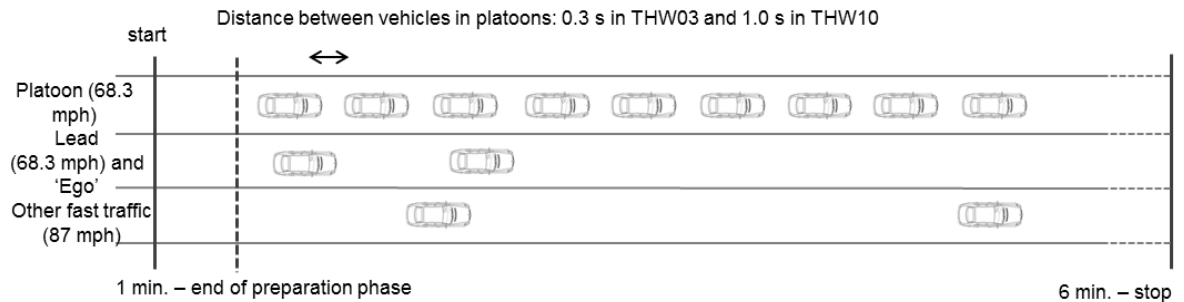 Distance between vehicles in platoons: 0.3 s in THW03 and 1.0 s in THW10
start
Platoon (68.3
mph)
Lead
(68.3 mph) and
‘Ego’
Other fast traffic
(87 mph)
1 min. – end of preparation phase
6 min. – stop